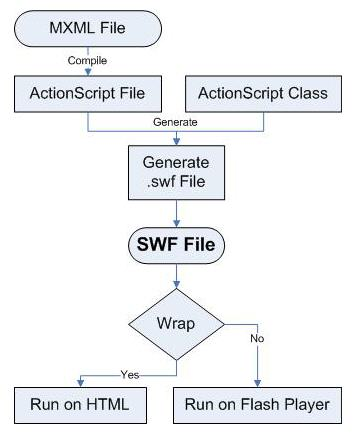 MXML File
Compile
ActionScript File
ActionScript Class
Generate
Generate
.swf File
SWF File
Wrap
No
Yes
Run on HTML
Run on Flash Player